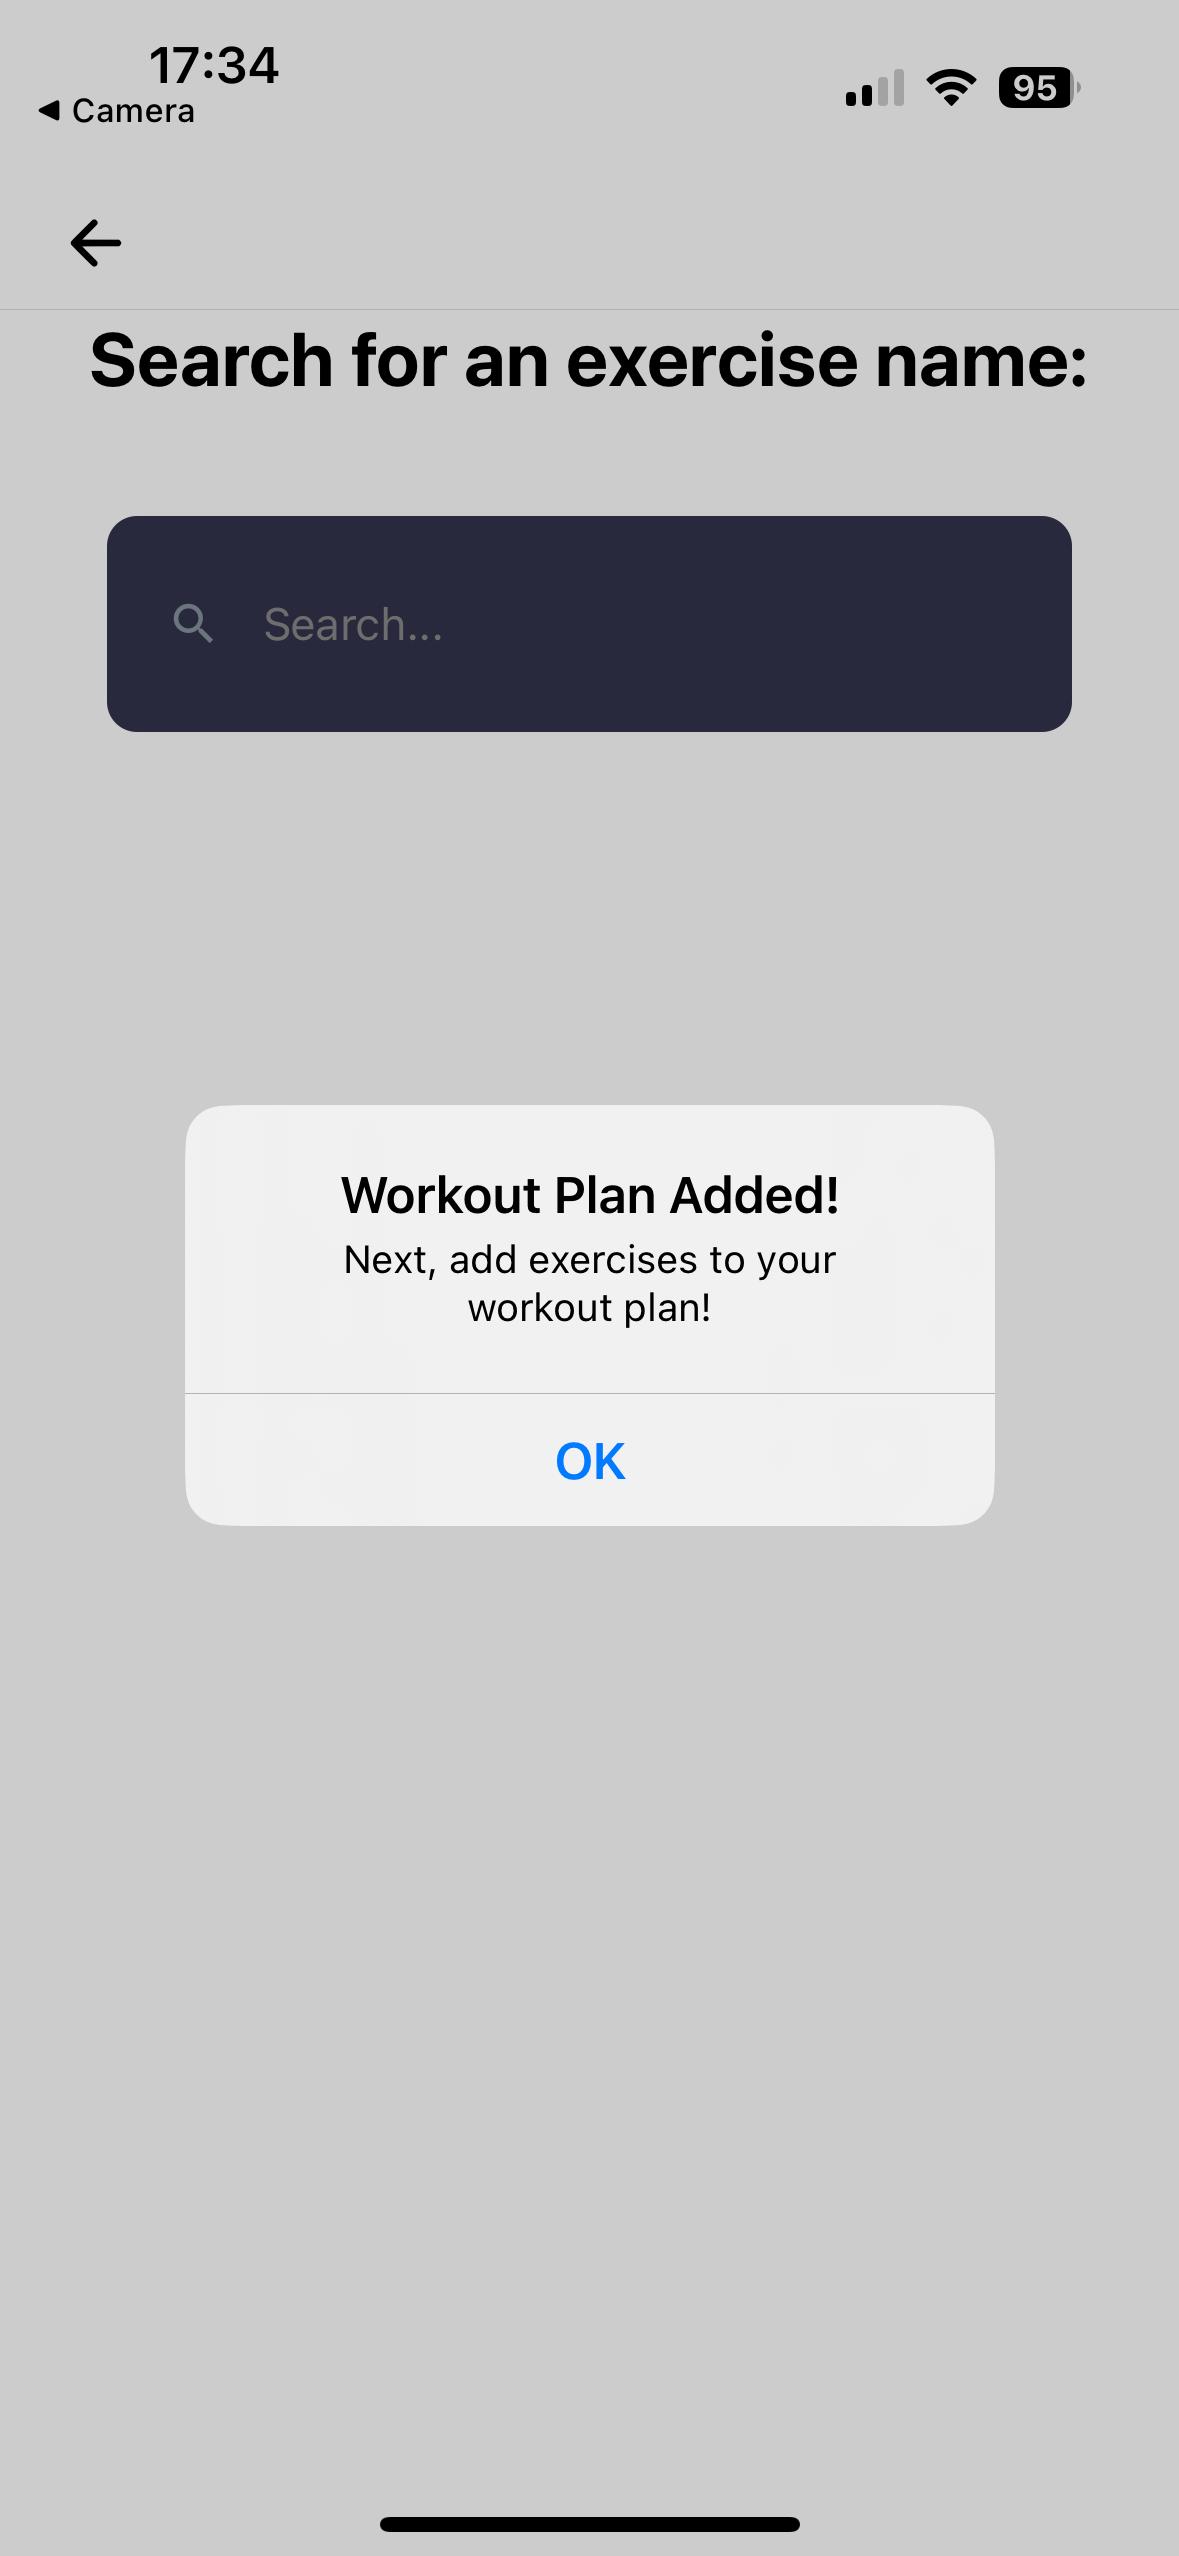 17:34
Camera
95
Search for an exercise name:
Search...
Workout Plan Added!
Next, add exercises to your
workout plan!
OK